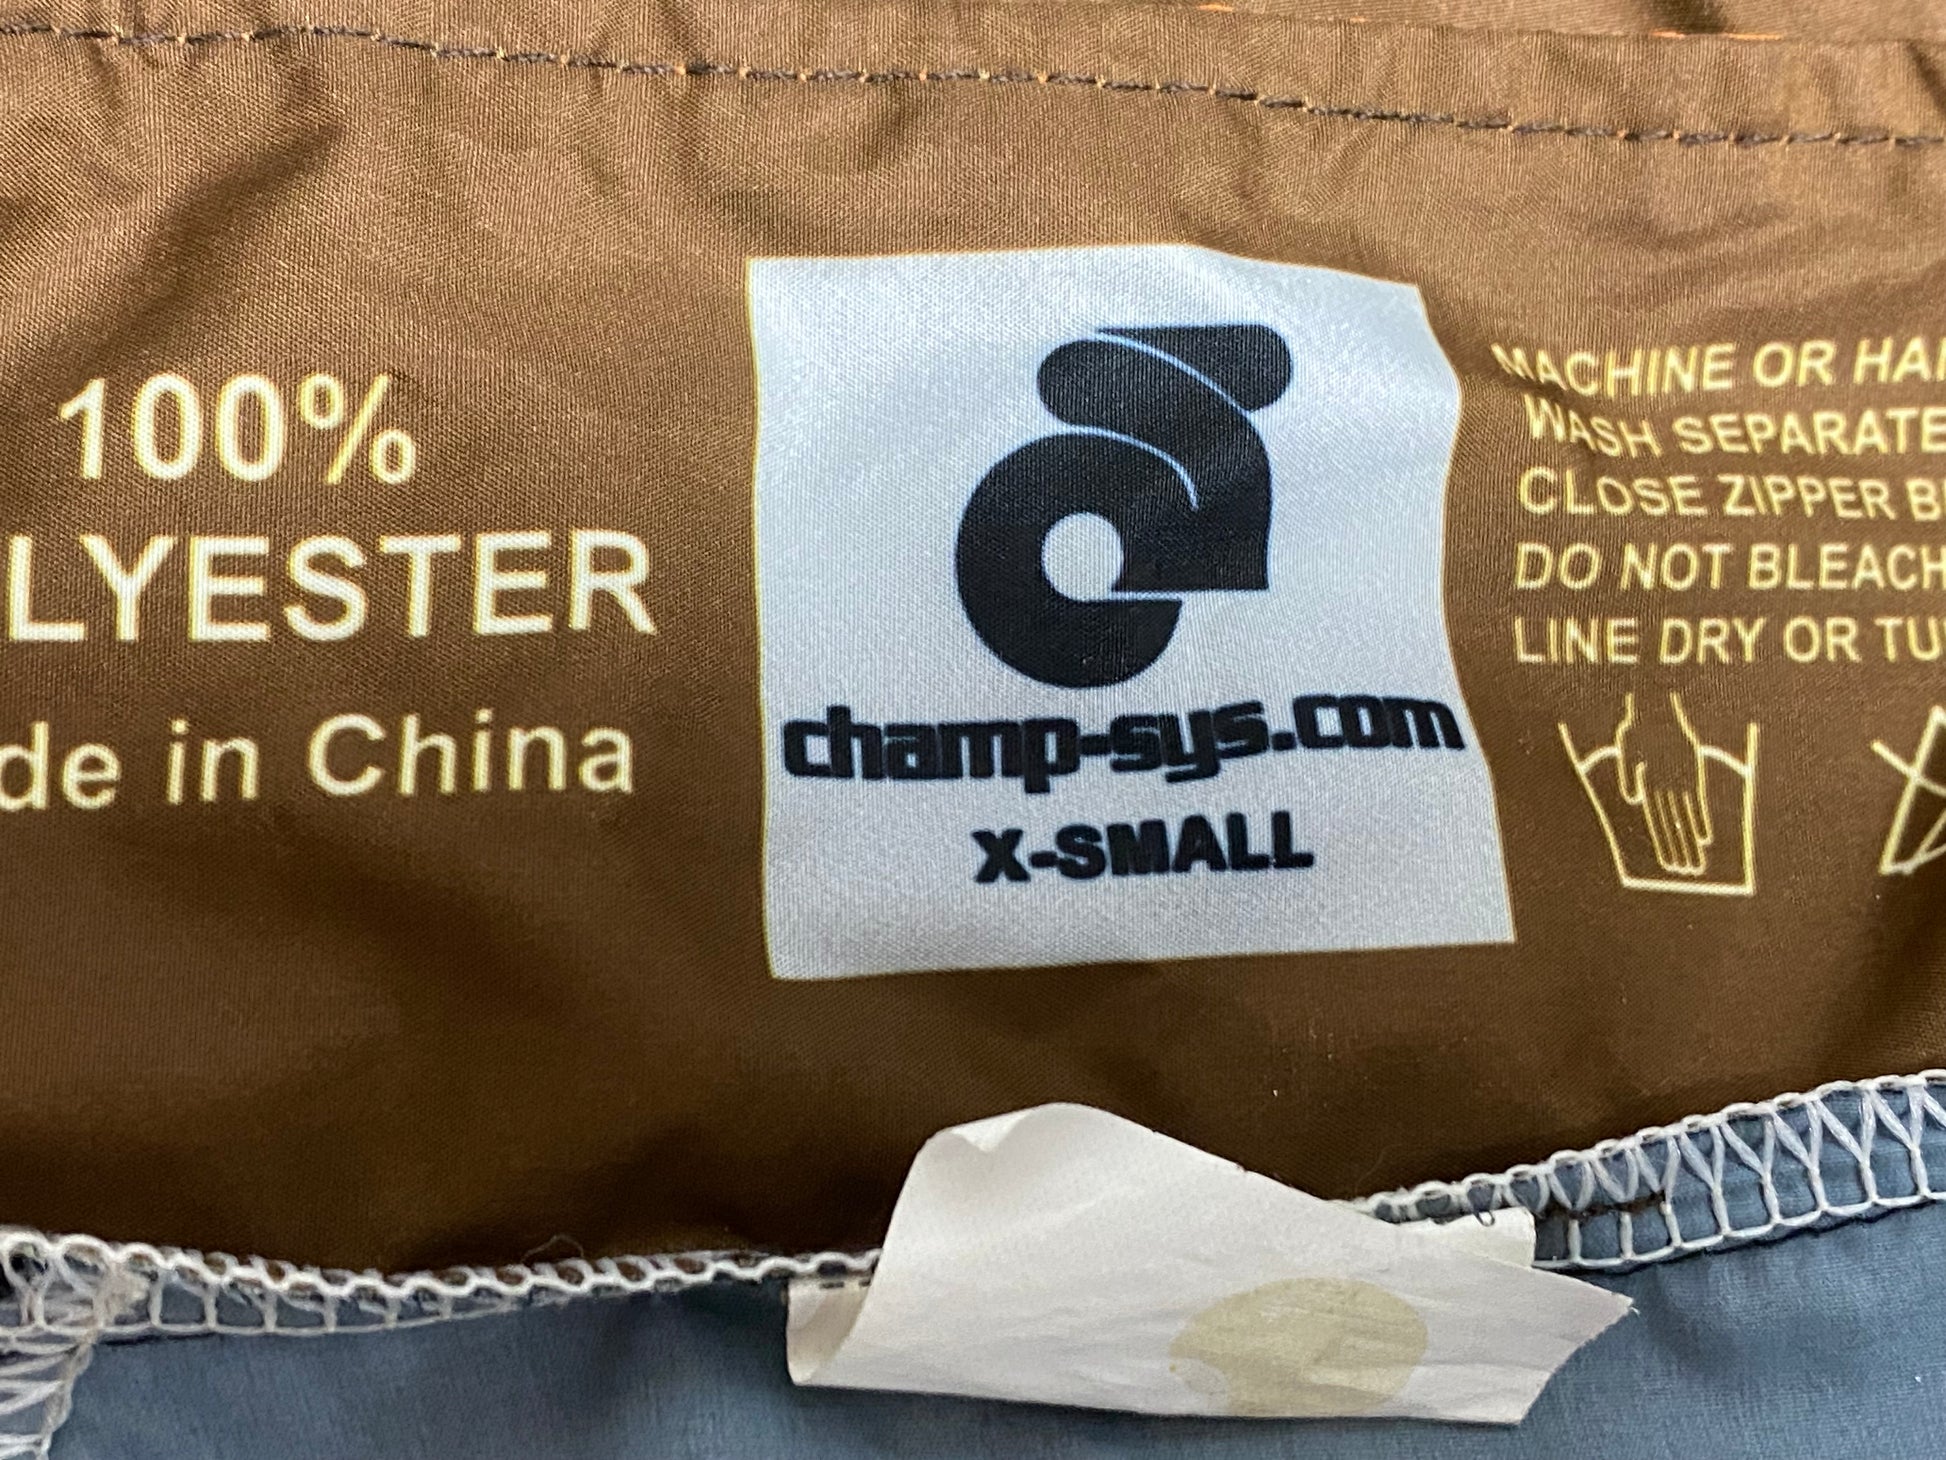 100%
LYESTER
de in China
champ-sys.com
X-SMALL
MACHINE OR HAN
WASH SEPARATE
CLOSE ZIPPER B
DO NOT BLEACH
LINE DRY OR TU